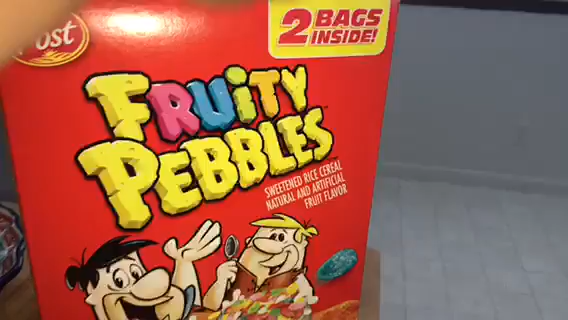 Post
2 BAGS
INSIDE!
FRUITY
PEBBLES
SWEETENED RICE CEREAL
NATURAL AND ARTIFICIAL
FRUIT FLAVOR